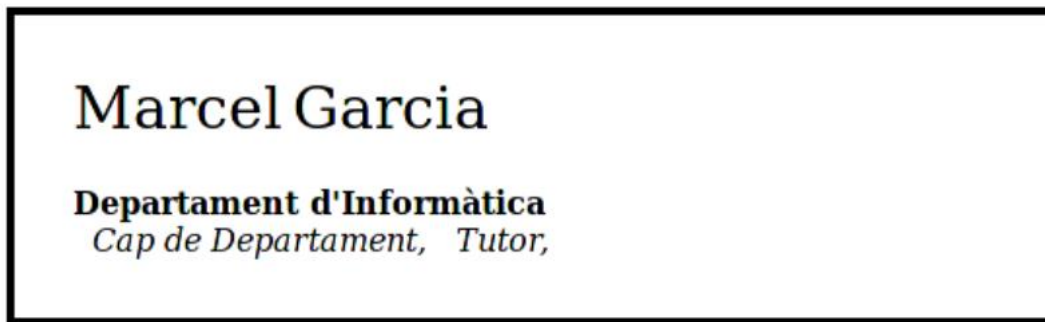 Marcel Garcia
Departament d'Informàtica
Cap de Departament, Tutor,